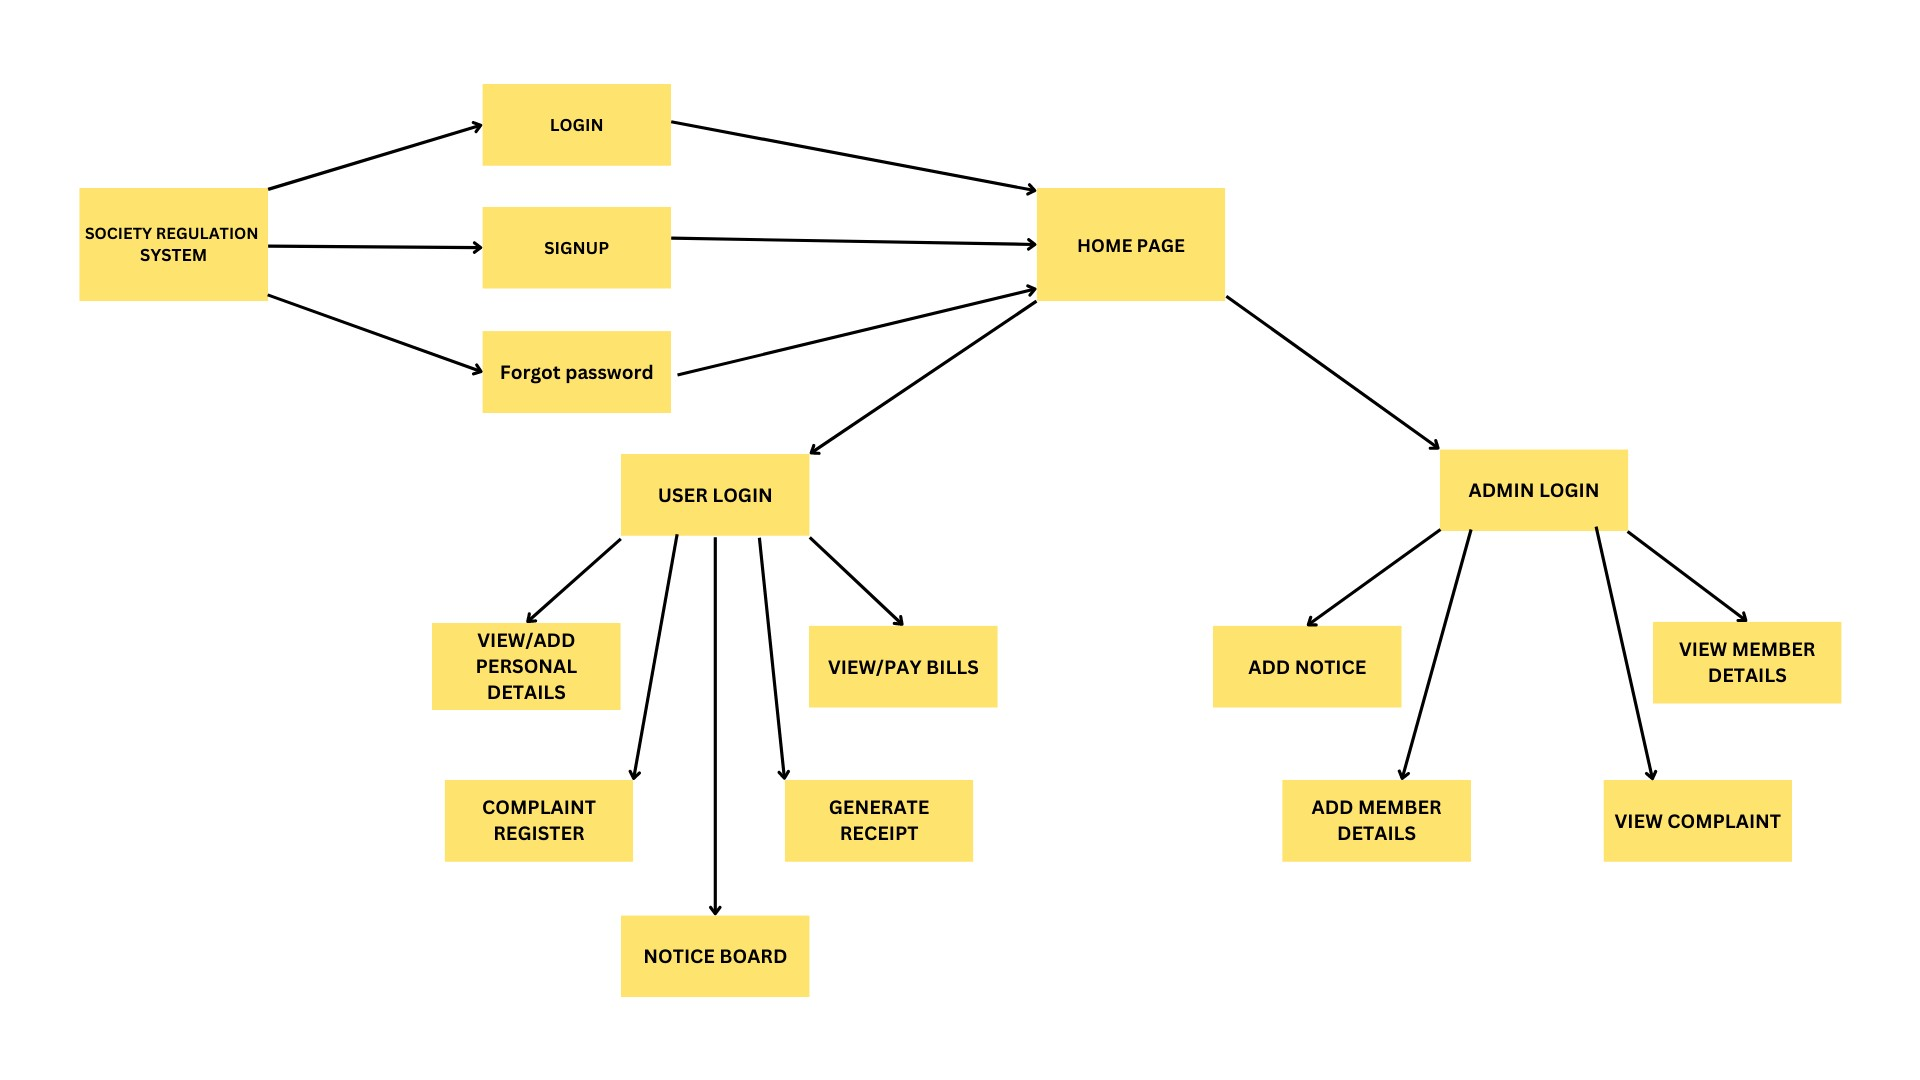 LOGIN
SOCIETY REGULATION
SYSTEM
SIGNUP
HOME PAGE
Forgot password
USER LOGIN
ADMIN LOGIN
VIEW/ADD
PERSONAL
DETAILS
VIEW/PAY BILLS
ADD NOTICE
VIEW MEMBER
DETAILS
COMPLAINT
REGISTER
GENERATE
RECEIPT
ADD MEMBER
DETAILS
VIEW COMPLAINT
NOTICE BOARD